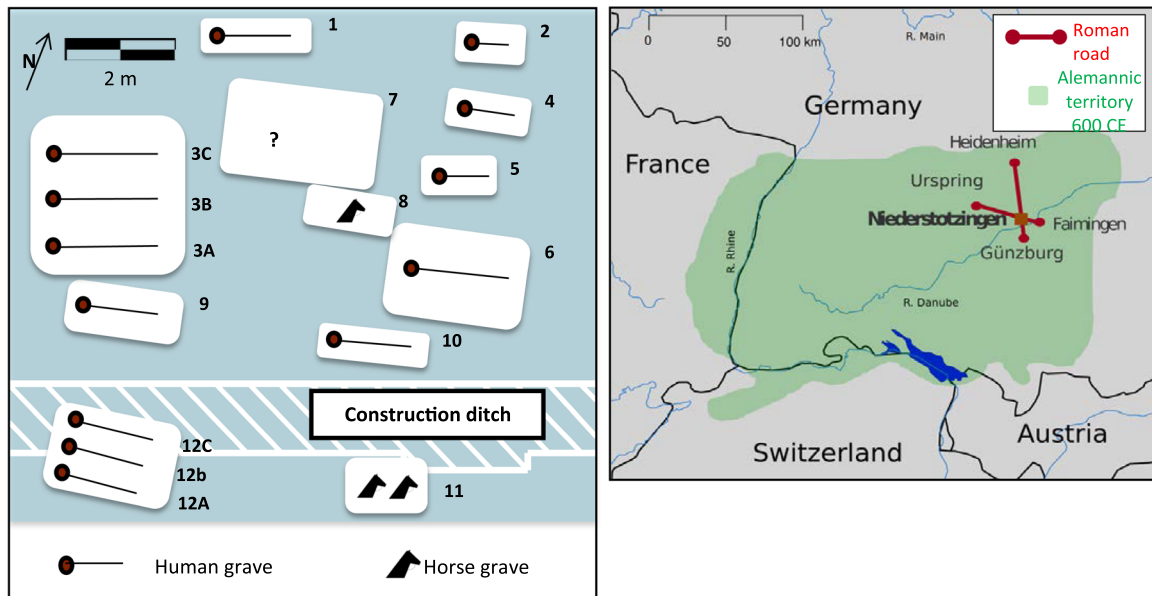 1
2
N
2 m
7
4
?
3C
5
8
3B
3A
6
9
10
Construction ditch
12C
12b
12A
11
Human grave
Horse grave
0
50
100 km
R. Main
Roman
road
Alemannic
territory
600 CE
Germany
France
Heidenheim
Urspring
Niederstotzingen
Faimingen
Günzburg
R. Rhine
R. Danube
Switzerland
Austria